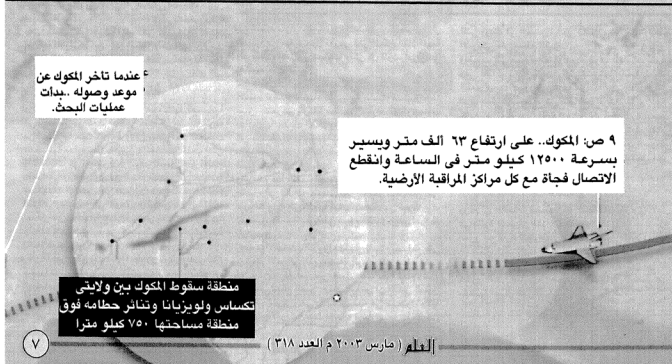 عندما تأخر المكوك عن
موعد وصوله ..بدأت
عمليات البحث.
٩ ص: المكوك.. على ارتفاع ٦٣ ألف متر ويسير
بسرعة ١٢٥٠٠ كيلو متر فى الساعة وانقطع
الاتصال فجأة مع كل مراكز المراقبة الأرضية.
منطقة سقوط المكوك بين ولايتى
تكساس ولويزيانا وتناثر حطامه فوق
منطقة مساحتها ٧٥٠ كيلو مترا
العلم ( مارس ٢٠٠٣ م العدد ٣١٨ )
٧